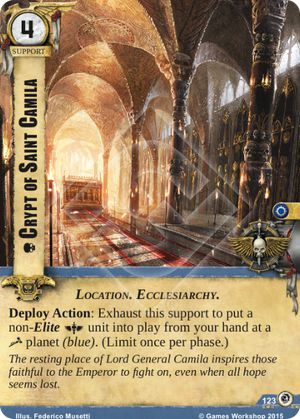 4
SUPPORT
CRYPT OF SAINT CAMILA
LOCATION. ECCLESIARCHY.
Deploy Action: Exhaust this support to put a
non-Elite unit into play from your hand at a
planet (blue). (Limit once per phase.)
The resting place of Lord General Camila inspires those
faithful to the Emperor to fight on, even when all hope
seems lost.
123
Illus. Federico Musetti
© Games Workshop 2015